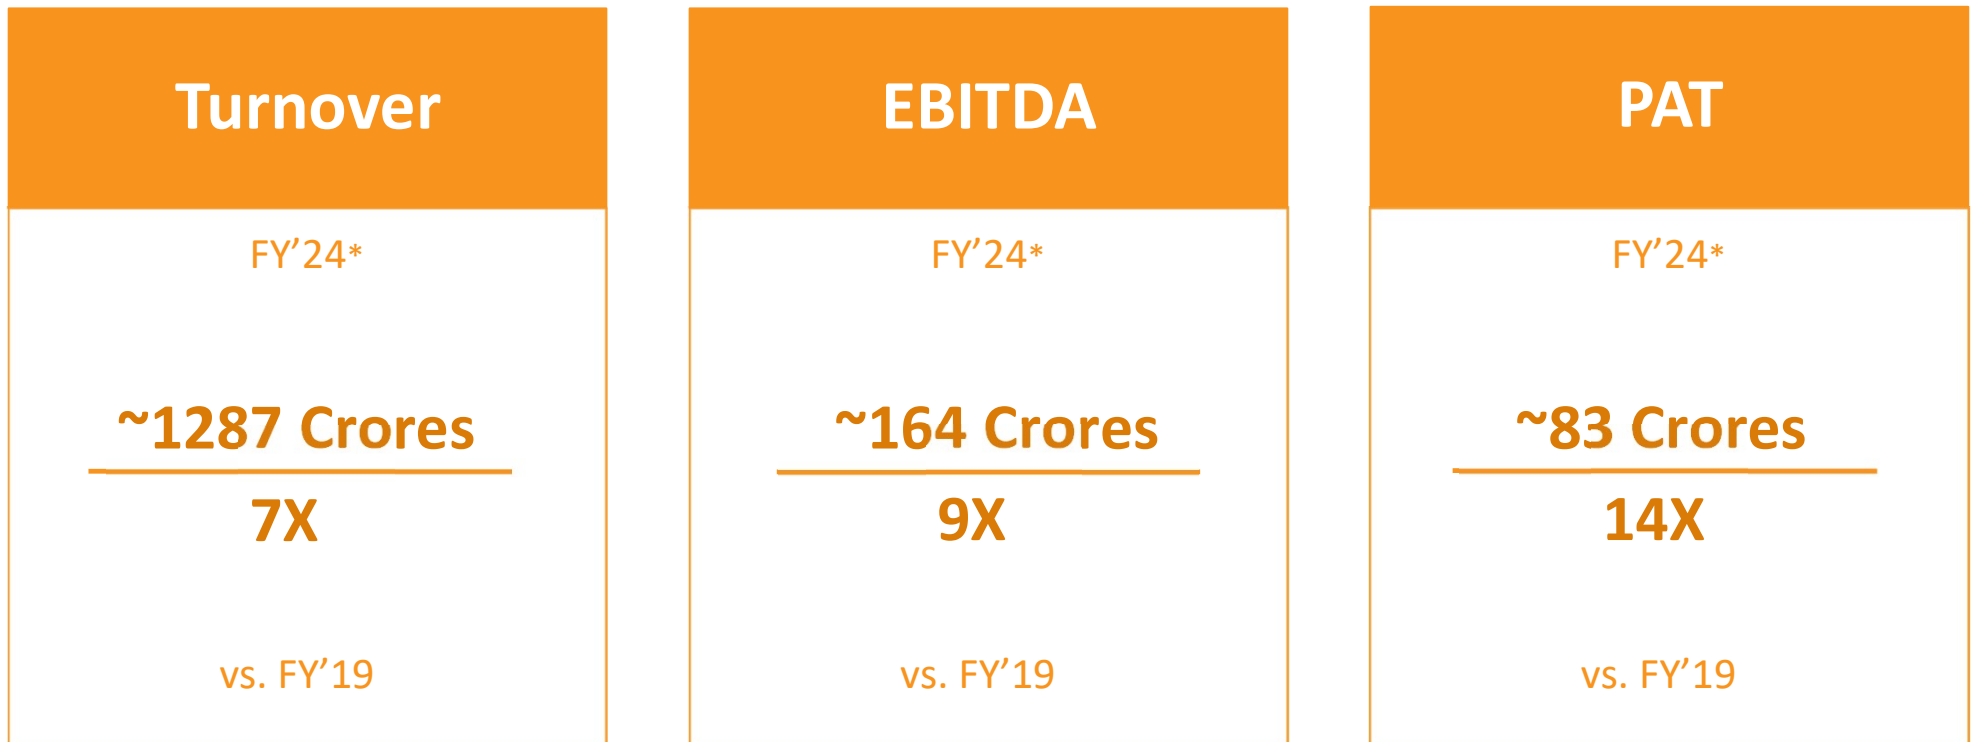 Turnover
FY’24*
~1287 Crores
7X
vs. FY’19
EBITDA
FY’24*
~164 Crores
9X
vs. FY’19
PAT
FY’24*
~83 Crores
14X
vs. FY’19